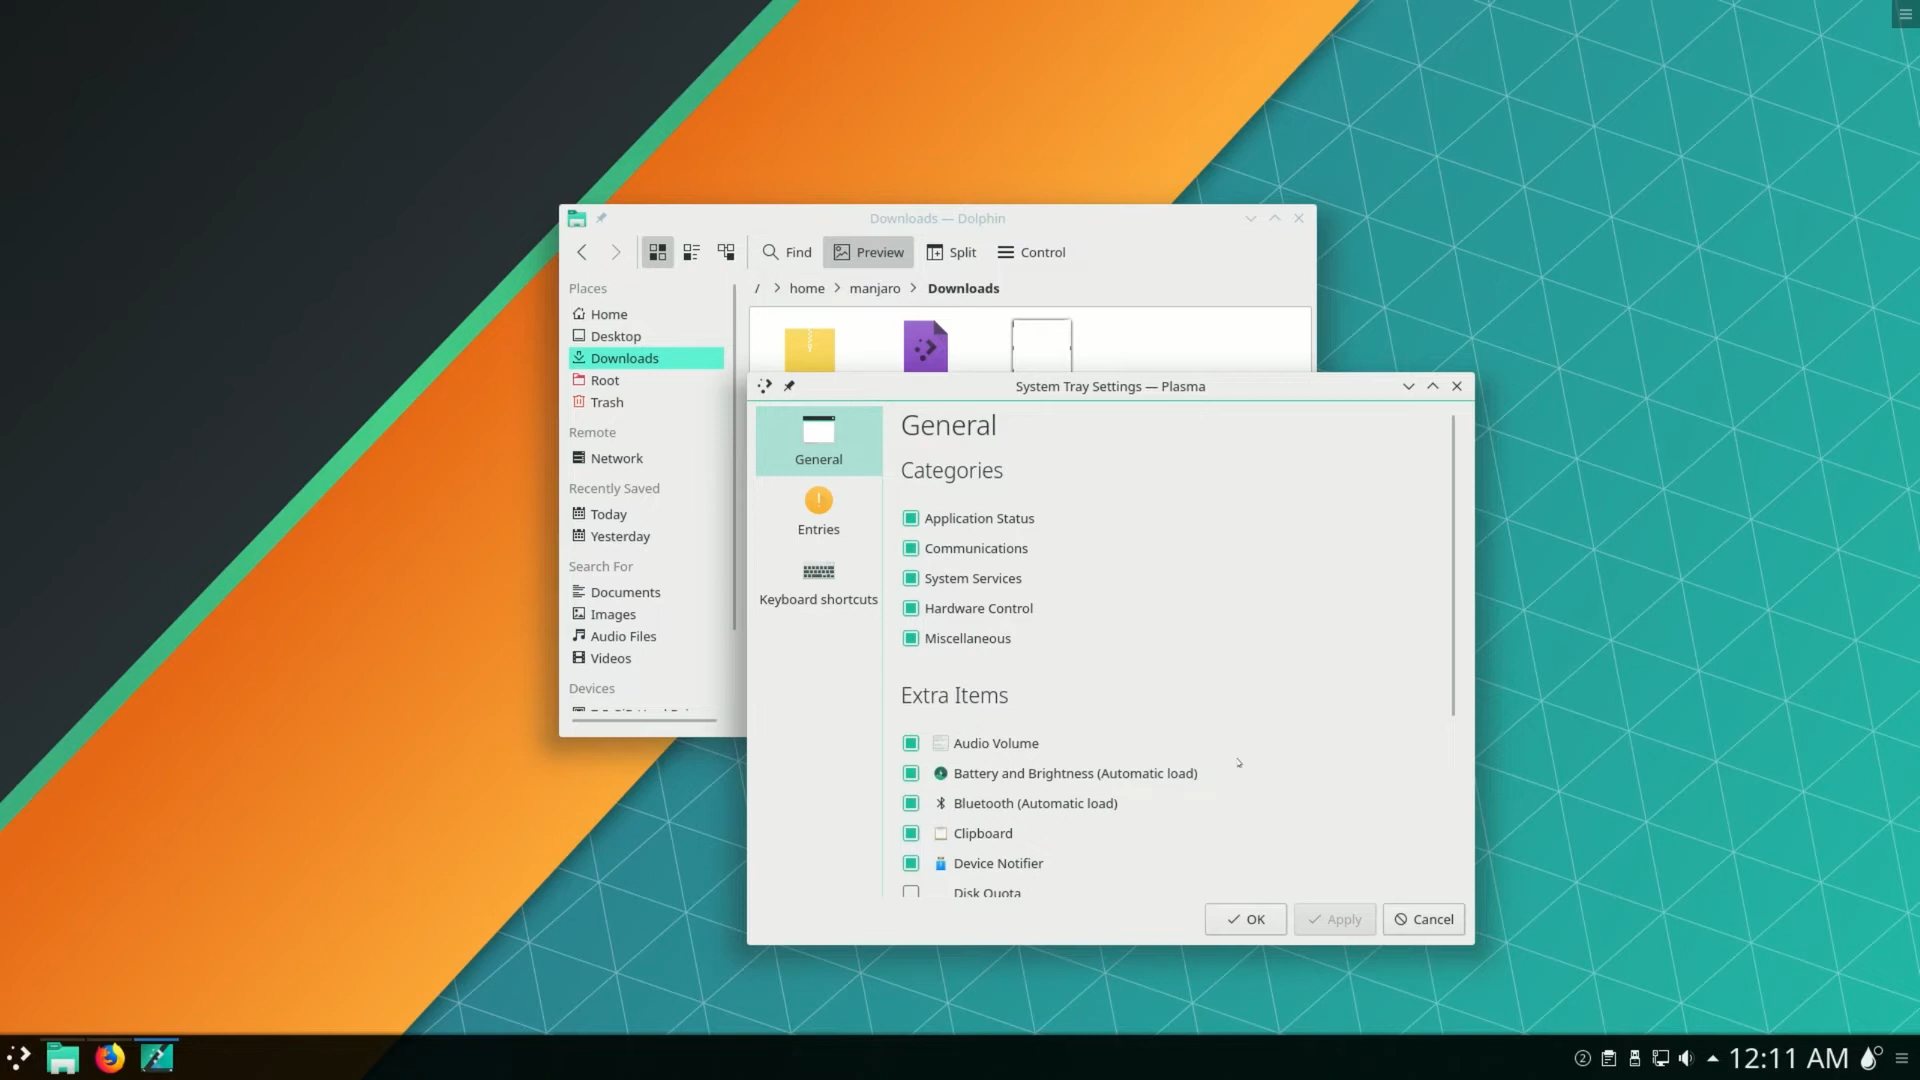 Downloads — Dolphin
Find
Preview
Split
Control
/ > home > manjaro > Downloads
Places
Home
Desktop
Downloads
Root
Trash
Remote
Network
Recently Saved
Today
Yesterday
Search For
Documents
Images
Audio Files
Videos
Devices
System Tray Settings — Plasma
General
Entries
Keyboard shortcuts
General
Categories
Application Status
Communications
System Services
Hardware Control
Miscellaneous
Extra Items
Audio Volume
Battery and Brightness (Automatic load)
Bluetooth (Automatic load)
Clipboard
Device Notifier
Disk Quota
OK
Apply
Cancel
2
12:11 AM